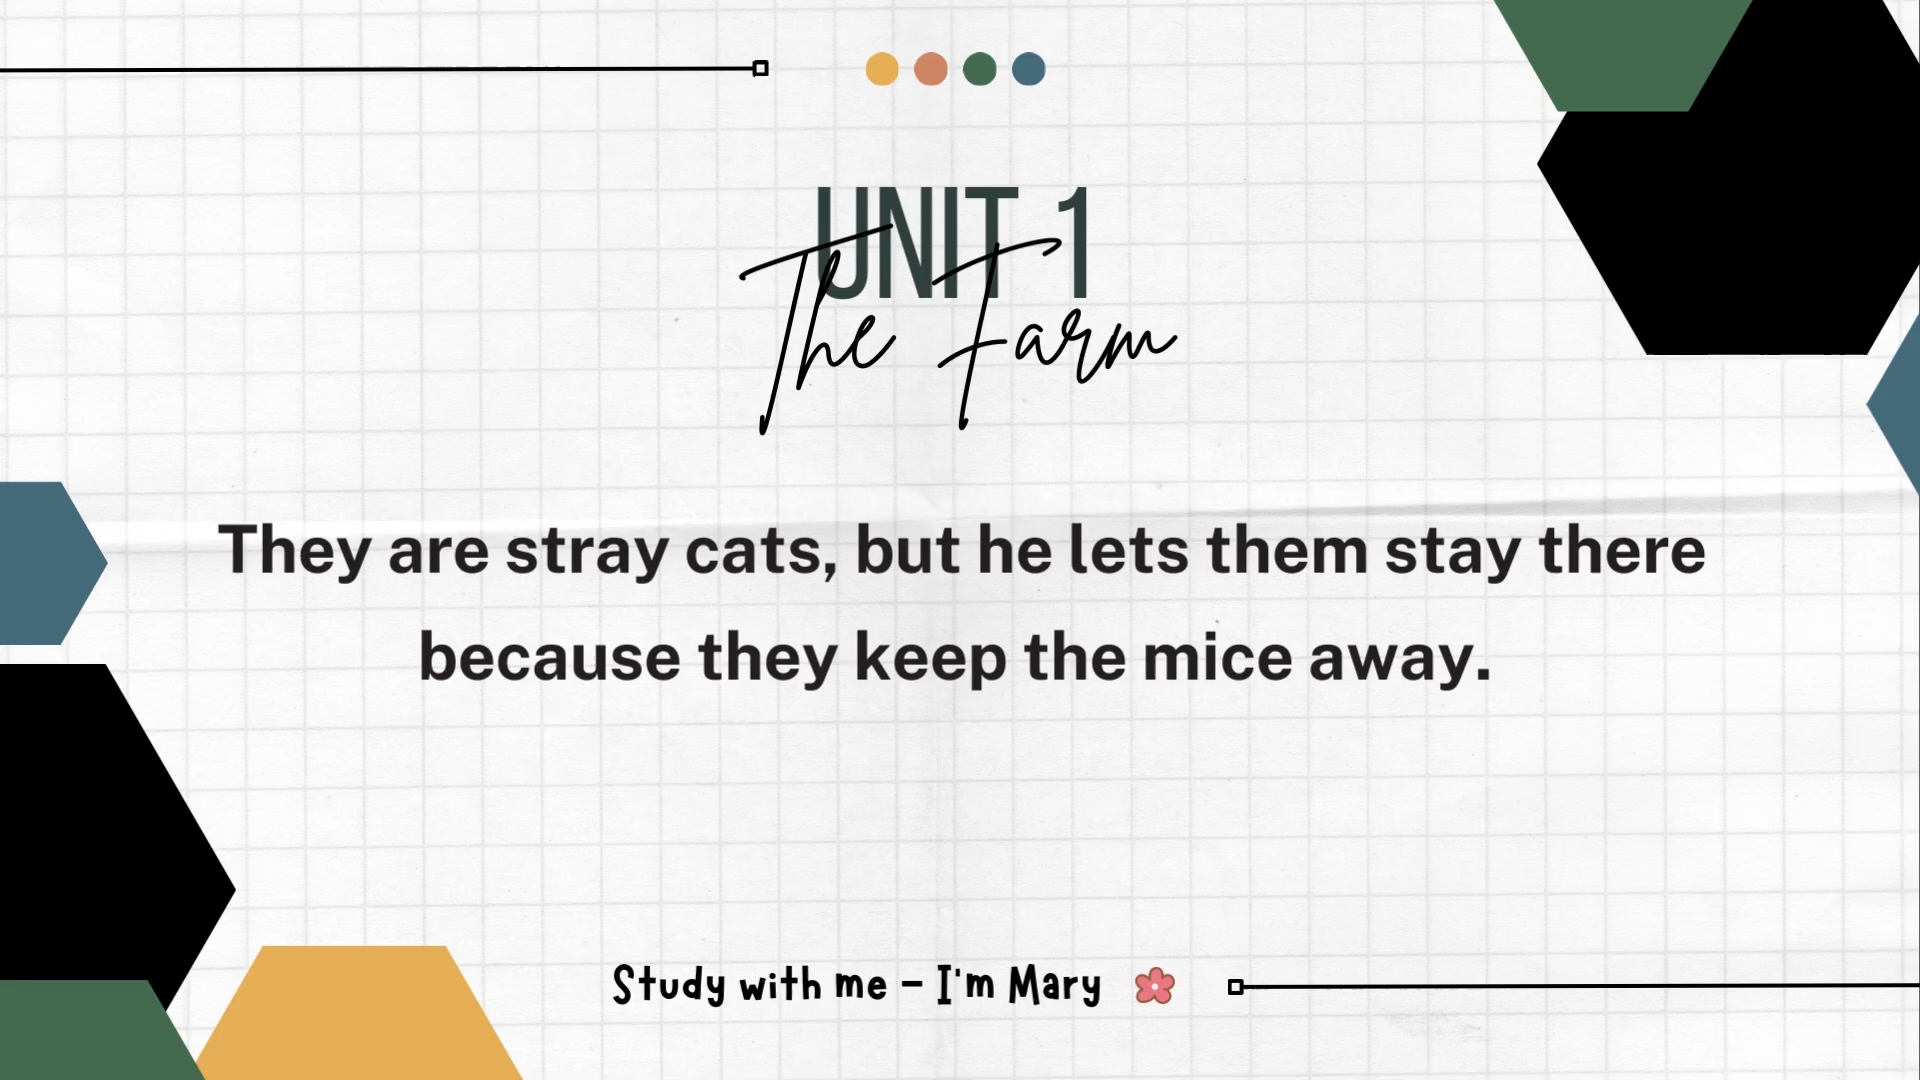 UNIT 1
The Farm
They are stray cats, but he lets them stay there
because they keep the mice away.
Study with me - I'm Mary